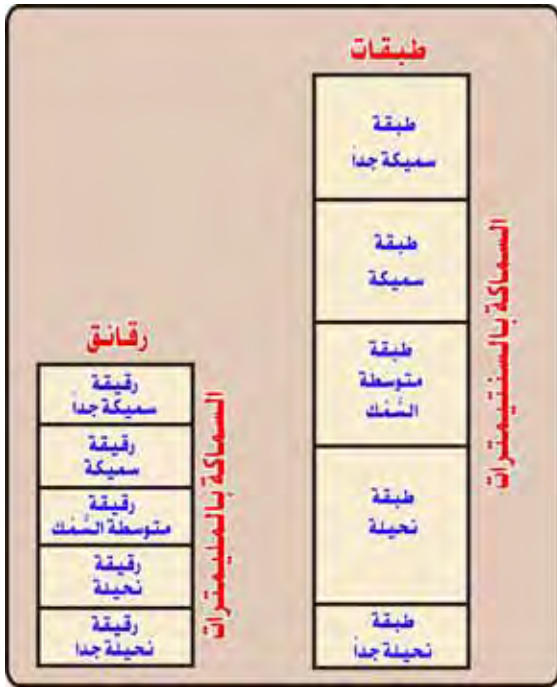 طبقات
طبقة
سميكة جداً
طبقة
سميكة
طبقة
متوسطة
السُّمك
طبقة
نحيلة
طبقة
نحيلة جداً
السماكة بالسنتيمترات
رقائق
رقيقة
سميكة جداً
رقيقة
سميكة
رقيقة
متوسطة السُّمك
رقيقة
نحيلة
رقيقة
نحيلة جداً
السماكة بالمليمترات